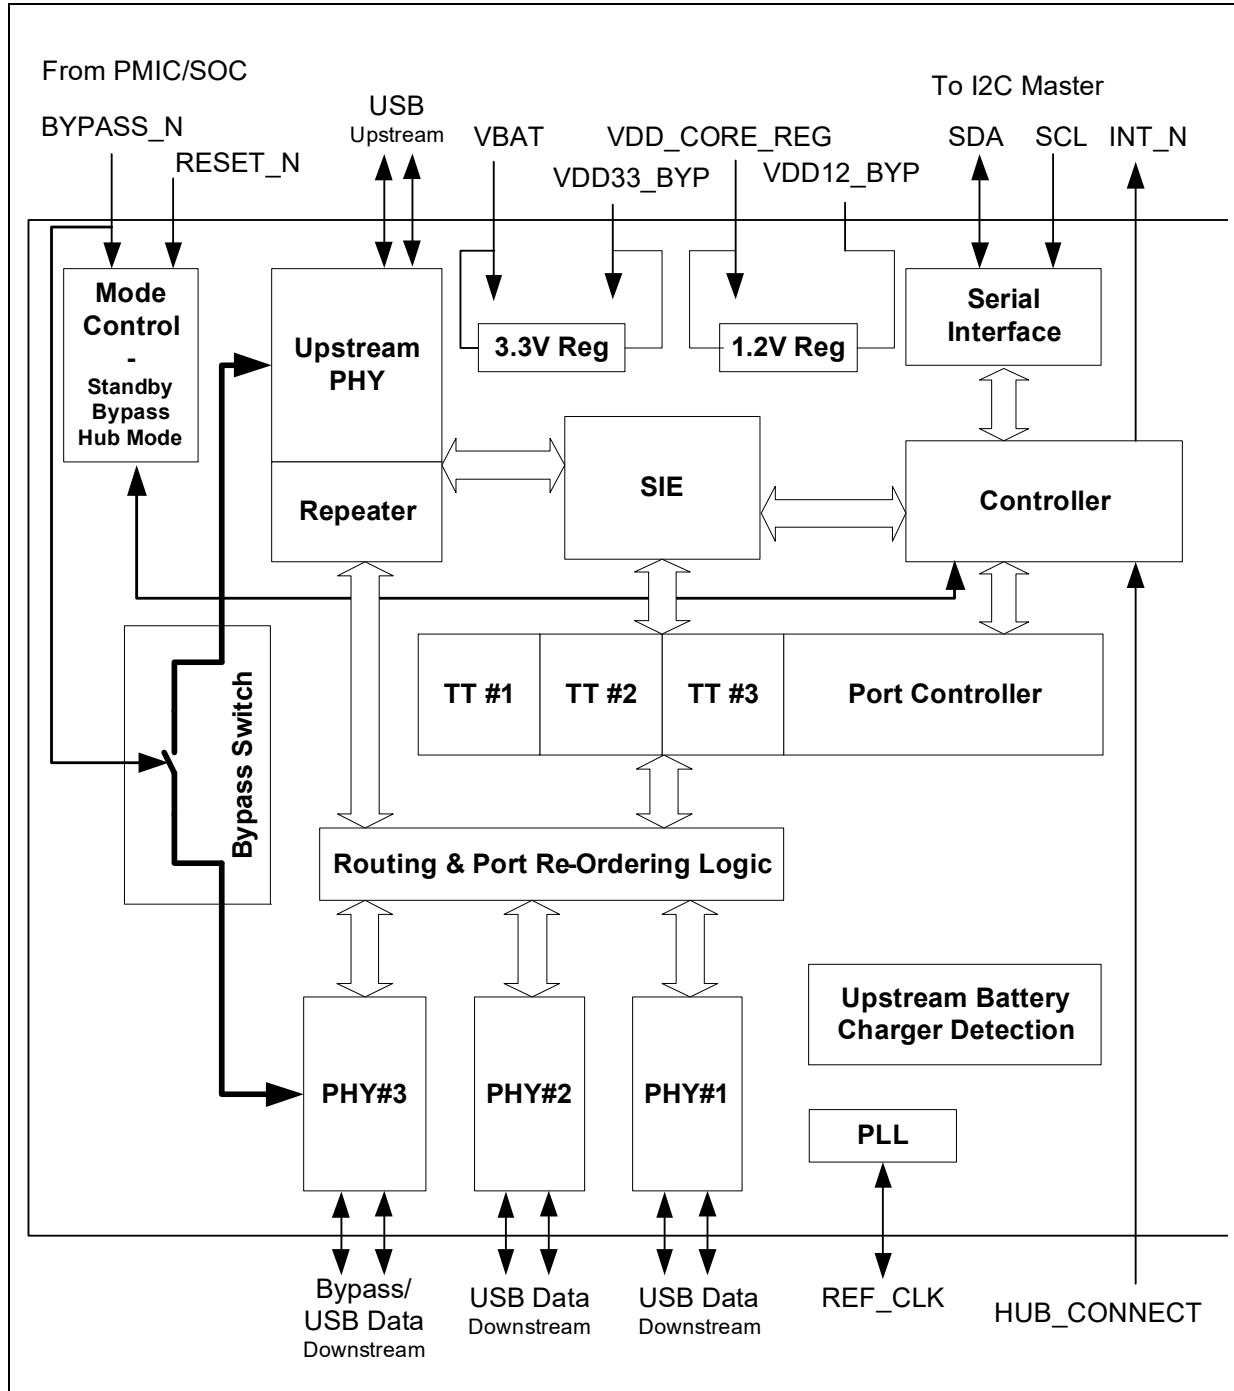 From PMIC/SOC
BYPASS_N
RESET_N
USB
Upstream
VBAT
VDD33_BYP
VDD_CORE_REG
VDD12_BYP
To I2C Master
SDA
SCL
INT_N
Mode
Control
-
Standby
Bypass
Hub Mode
Upstream
PHY
3.3V Reg
1.2V Reg
Serial
Interface
Repeater
SIE
Controller
Bypass Switch
TT #1
TT #2
TT #3
Port Controller
Routing & Port Re-Ordering Logic
PHY#3
PHY#2
PHY#1
Upstream Battery
Charger Detection
PLL
Bypass/
USB Data
Downstream
USB Data
Downstream
USB Data
Downstream
REF_CLK
HUB_CONNECT